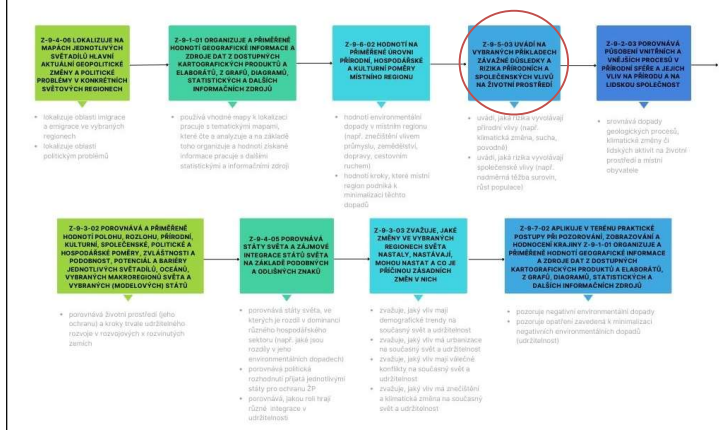 Z-9-4-06 LOKALIZUJE NA
MAPÁCH JEDNOTLIVÝCH
SVĚTADÍLŮ HLAVNÍ
AKTUÁLNÍ GEOPOLITICKÉ
ZMĚNY A POLITICKÉ
PROBLÉMY V KONKRÉTNÍCH
SVĚTOVÝCH REGIONECH
lokalizuje oblasti imigrace
a emigrace ve vybraných
regionech
lokalizuje oblasti
politických problémů
Z-9-1-01 ORGANIZUJE A PŘIMĚŘENĚ
HODNOTÍ GEOGRAFICKÉ INFORMACE A
ZDROJE DAT Z DOSTUPNÝCH
KARTOGRAFICKÝCH PRODUKTŮ A
ELABORÁTŮ, Z GRAFŮ, DIAGRAMŮ,
STATISTICKÝCH A DALŠÍCH
INFORMAČNÍCH ZDROJŮ
používá vhodné mapy k lokalizaci
pracuje s tematickými mapami,
které čte a analyzuje a na základě
toho organizuje a hodnotí získané
informace pracuje s dalšími
statistickými a informačními zdroji
Z-9-6-02 HODNOTÍ NA
PŘIMĚŘENÉ ÚROVNI
PŘÍRODNÍ, HOSPODÁŘSKÉ
A KULTURNÍ POMĚRY
MÍSTNÍHO REGIONU
hodnotí environmentální
dopady v místním regionu
(např. znečištění vlivem
průmyslu, zemědělství,
dopravy, cestovním
ruchem)
hodnotí kroky, které místní
region podniká k
minimalizaci těchto
dopadů
Z-9-5-03 UVÁDÍ NA
VYBRANÝCH PŘÍKLADECH
ZÁVAŽNÉ DŮSLEDKY A
RIZIKA PŘÍRODNÍCH A
SPOLEČENSKÝCH VLIVŮ
NA ŽIVOTNÍ PROSTŘEDÍ
uvádí, jaká rizika vyvolávají
přírodní vlivy (např.
klimatická změna, sucha,
povodně)
uvádí, jaká rizika vyvolávají
společenské vlivy (např.
nadměrná těžba surovin,
růst populace)
Z-9-2-03 POROVNÁVÁ
PŮSOBENÍ VNITŘNÍCH A
VNĚJŠÍCH PROCESŮ V
PŘÍRODNÍ SFÉŘE A JEJICH
VLIV NA PŘÍRODU A NA
LIDSKOU SPOLEČNOST
srovnává dopady
geologických procesů,
klimatické změny či
lidských aktivit na životní
prostředí a místní
obyvatele
Z-9-3-02 POROVNÁVÁ A PŘIMĚŘENĚ
HODNOTÍ POLOHU, ROZLOHU, PŘÍRODNÍ,
KULTURNÍ, SPOLEČENSKÉ, POLITICKÉ A
HOSPODÁŘSKÉ POMĚRY, ZVLÁŠTNOSTI A
PODOBNOST, POTENCIÁL A BARIÉRY
JEDNOTLIVÝCH SVĚTADÍLŮ, OCEÁNŮ,
VYBRANÝCH MAKROREGIONŮ SVĚTA A
VYBRANÝCH (MODELOVÝCH) STÁTŮ
porovnává životní prostředí (jeho
ochranu) a kroky trvale udržitelného
rozvoje v rozvojových a rozvinutých
zemích
Z-9-4-05 POROVNÁVÁ
STÁTY SVĚTA A ZÁJMOVÉ
INTEGRACE STÁTŮ SVĚTA
NA ZÁKLADĚ PODOBNÝCH
A ODLIŠNÝCH ZNAKŮ
porovnává státy světa, ve
kterých je rozdíl v dominanci
různého hospodářského
sektoru (např. jaké jsou
rozdíly v jeho
environmentálních dopadech)
porovnává politická
rozhodnutí přijatá jednotlivými
státy pro ochranu ŽP
porovnává, jakou roli hrají
různé integrace v
udržitelnosti
Z-9-3-03 ZVAŽUJE, JAKÉ
ZMĚNY VE VYBRANÝCH
REGIONECH SVĚTA
NASTALY, NASTÁVAJÍ,
MOHOU NASTAT A CO JE
PŘÍČINOU ZÁSADNÍCH
ZMĚN V NICH
zvažuje, jaký vliv mají
demografické trendy na
současný svět a udržitelnost
zvažuje, jaký vliv má urbanizace
na současný svět a udržitelnost
zvažuje, jaký vliv mají válečné
konflikty na současný svět a
udržitelnost
zvažuje, jaký vliv má znečištění
a klimatická změna na současný
svět a udržitelnost
Z-9-7-02 APLIKUJE V TERÉNU PRAKTICKÉ
POSTUPY PŘI POZOROVÁNÍ, ZOBRAZOVÁNÍ A
HODNOCENÍ KRAJINY Z-9-1-01 ORGANIZUJE A
PŘIMĚŘENĚ HODNOTÍ GEOGRAFICKÉ INFORMACE
A ZDROJE DAT Z DOSTUPNÝCH
KARTOGRAFICKÝCH PRODUKTŮ A ELABORÁTŮ,
Z GRAFŮ, DIAGRAMŮ, STATISTICKÝCH A
DALŠÍCH INFORMAČNÍCH ZDROJŮ
pozoruje negativní environmentální dopady
pozoruje opatření zavedená k minimalizaci
negativních environmentálních dopadů
(udržitelnost)